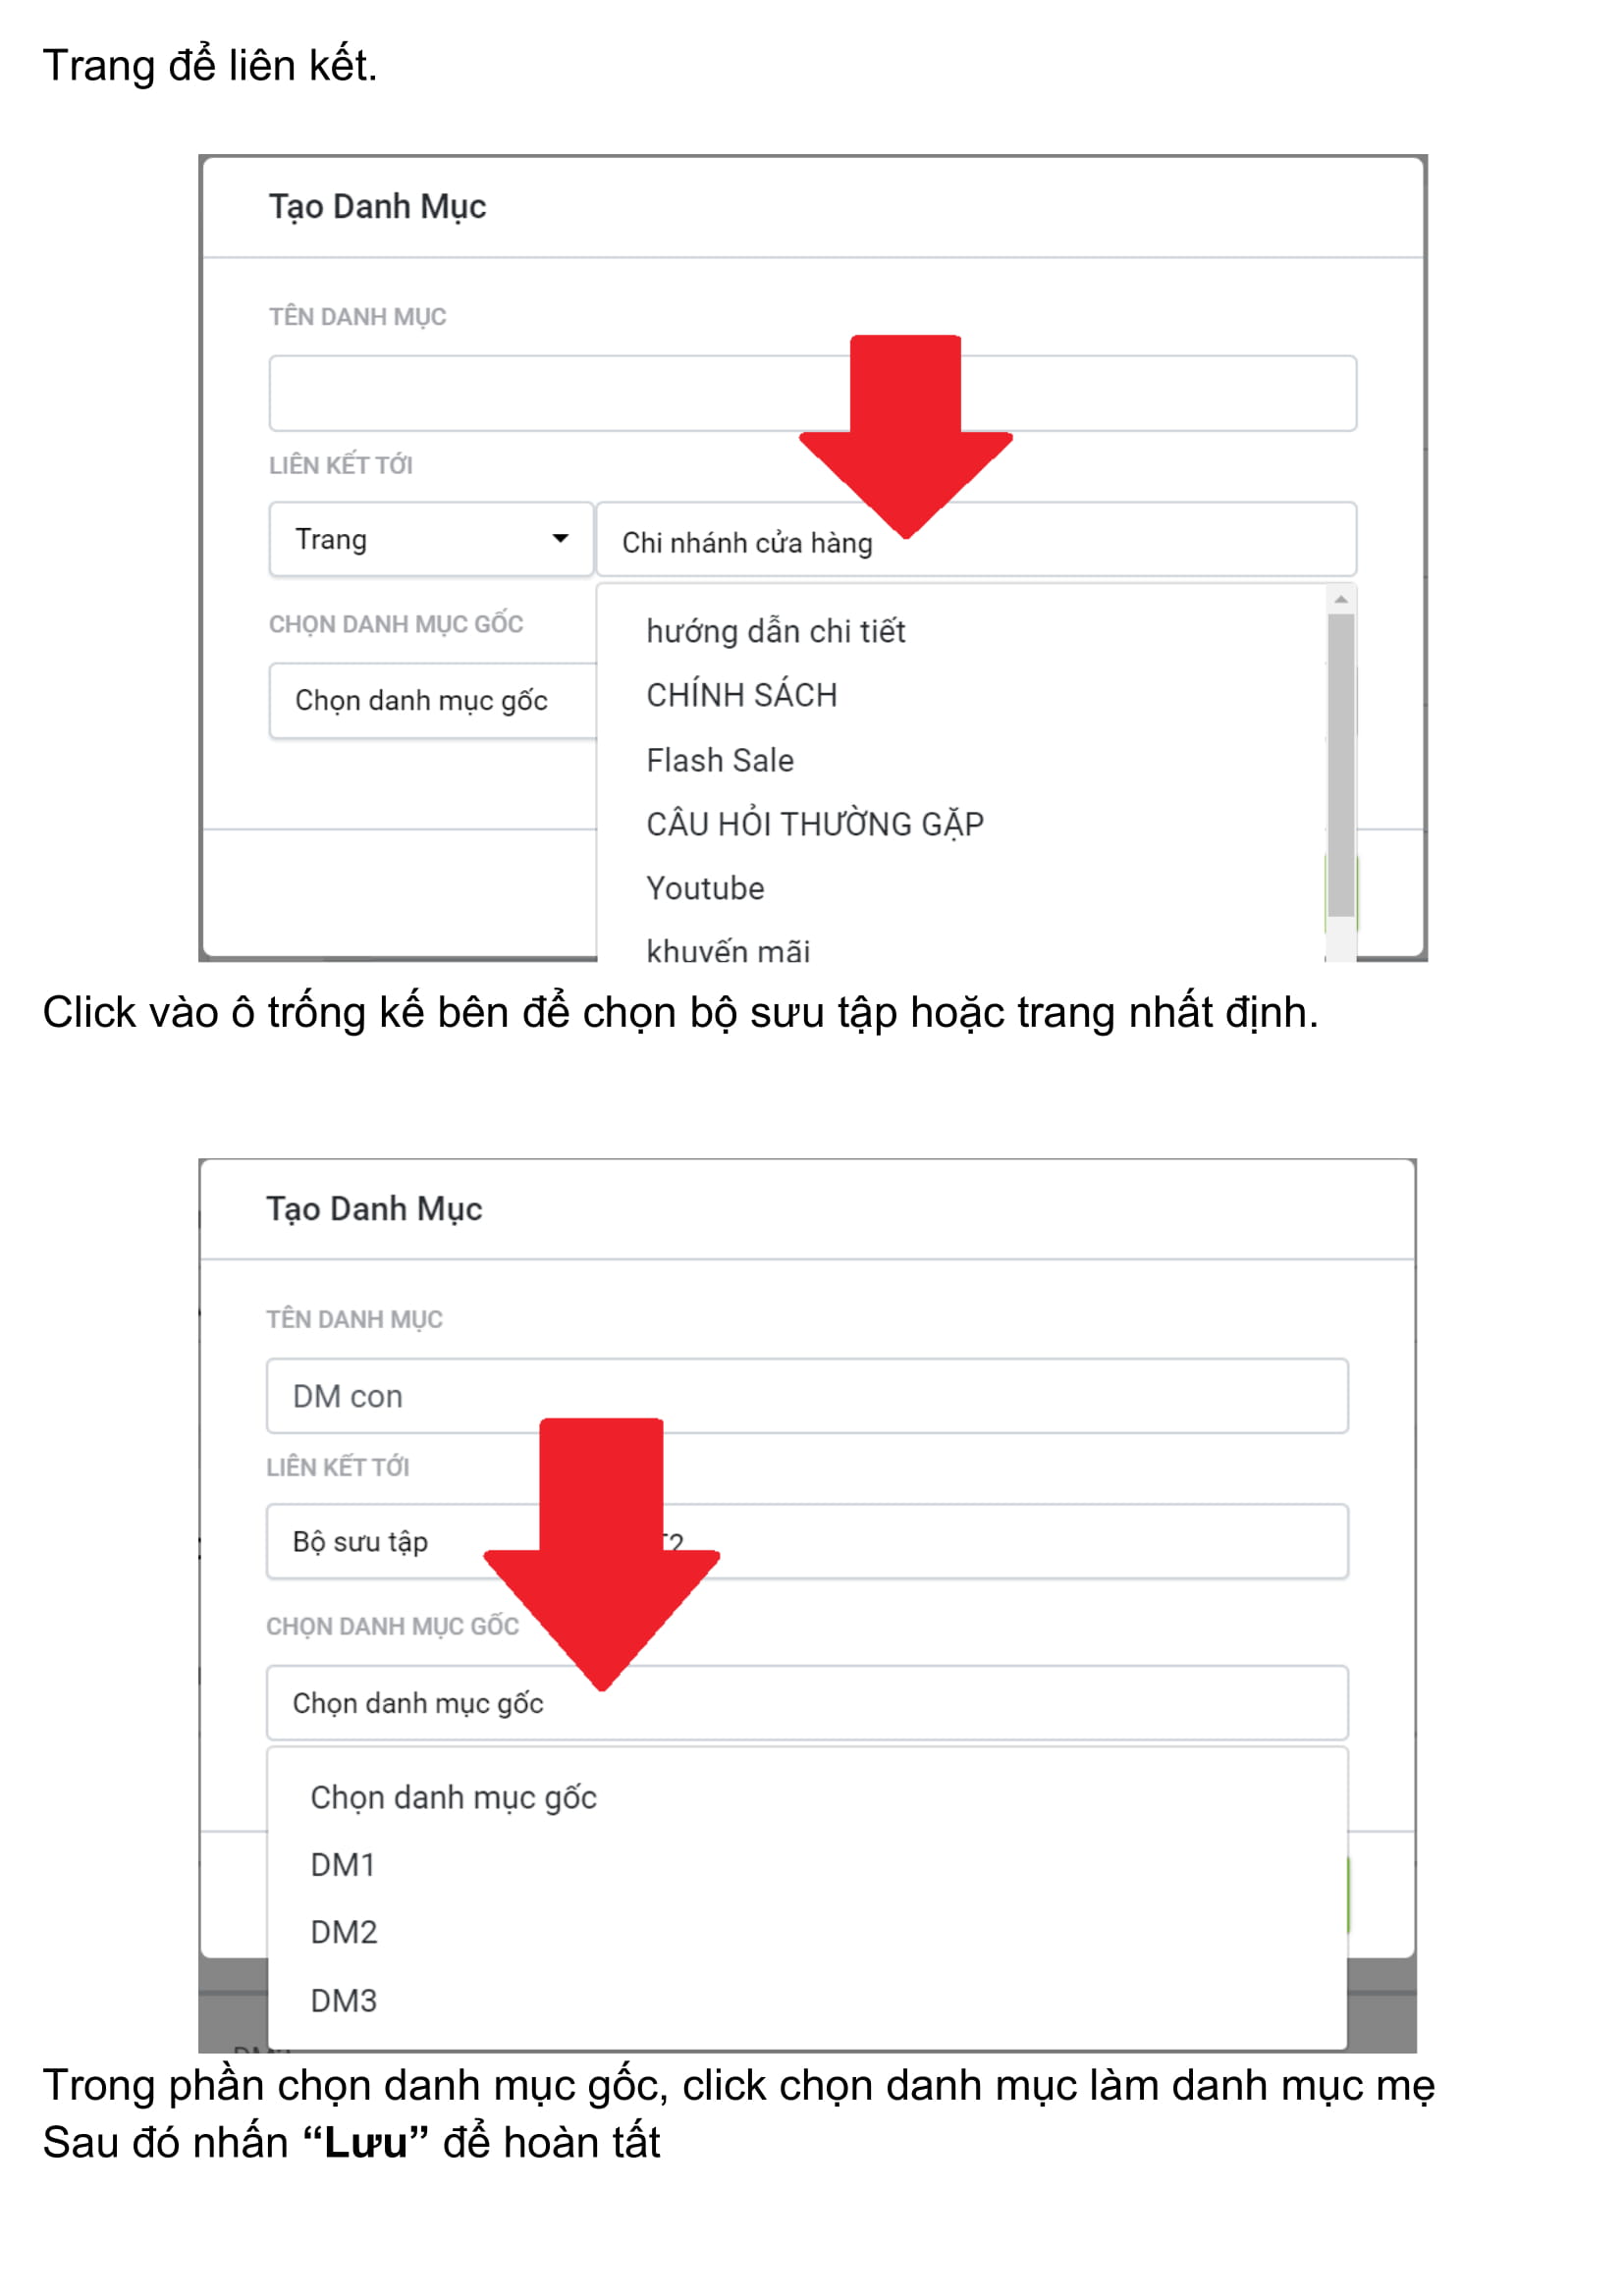 Trang để liên kết.
Tạo Danh Mục
TÊN DANH MỤC
LIÊN KẾT TỚI
Trang
Chi nhánh cửa hàng
CHỌN DANH MỤC GỐC
Chọn danh mục gốc
hướng dẫn chi tiết
CHÍNH SÁCH
Flash Sale
CÂU HỎI THƯỜNG GẶP
Youtube
khuyến mãi
Click vào ô trống kế bên để chọn bộ sưu tập hoặc trang nhất định.
Tạo Danh Mục
TÊN DANH MỤC
DM con
LIÊN KẾT TỚI
Bộ sưu tập
CHỌN DANH MỤC GỐC
Chọn danh mục gốc
Chọn danh mục gốc
DM1
DM2
DM3
Trong phần chọn danh mục gốc, click chọn danh mục làm danh mục mẹ
Sau đó nhấn “Lưu” để hoàn tất